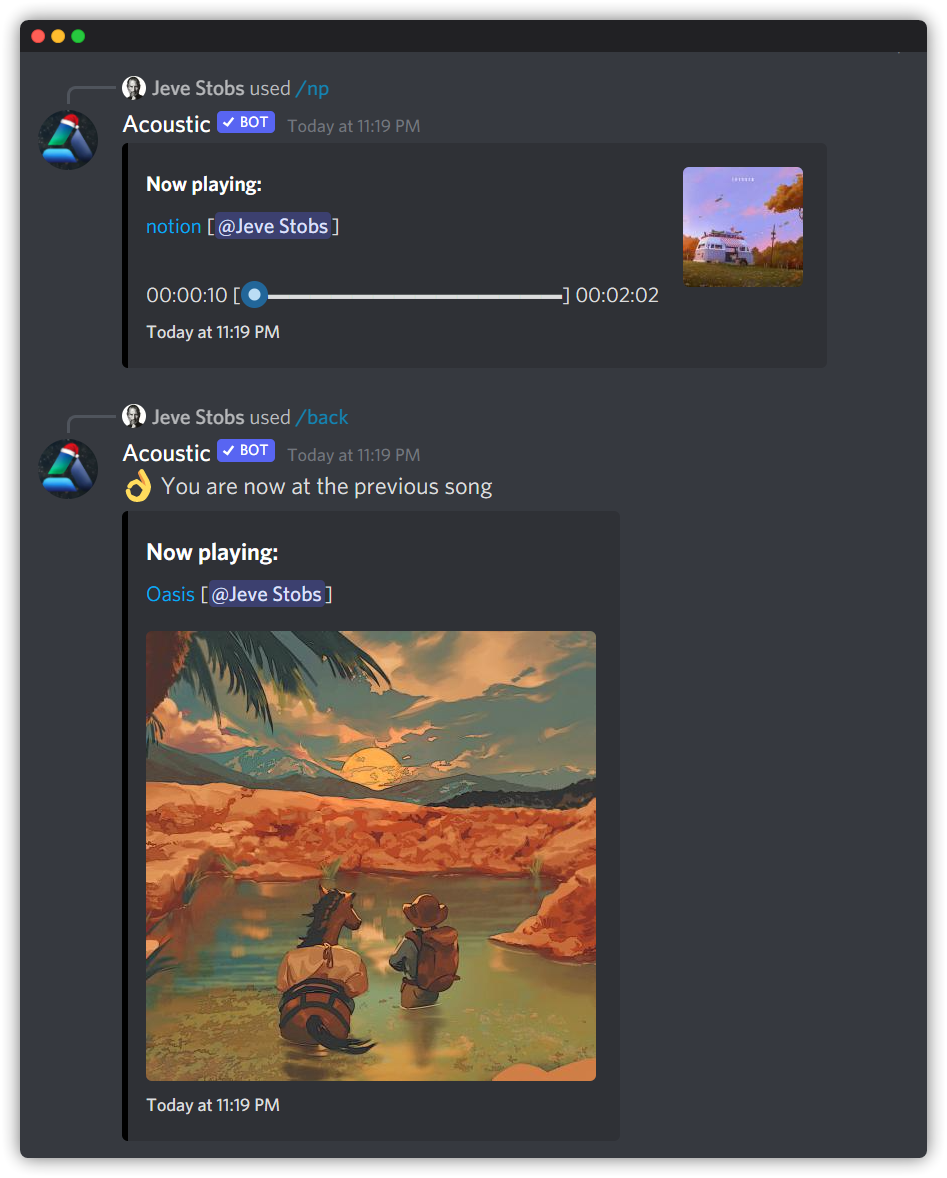 Jeve Stobs used /np
Acoustic ✓ BOT Today at 11:19 PM
Now playing:
notion [@Jeve Stobs]
00:00:10 [🔘▬▬▬▬▬▬▬▬▬▬▬] 00:02:02
Today at 11:19 PM
Jeve Stobs used /back
Acoustic ✓ BOT Today at 11:19 PM
👌 You are now at the previous song
Now playing:
Oasis [@Jeve Stobs]
Today at 11:19 PM